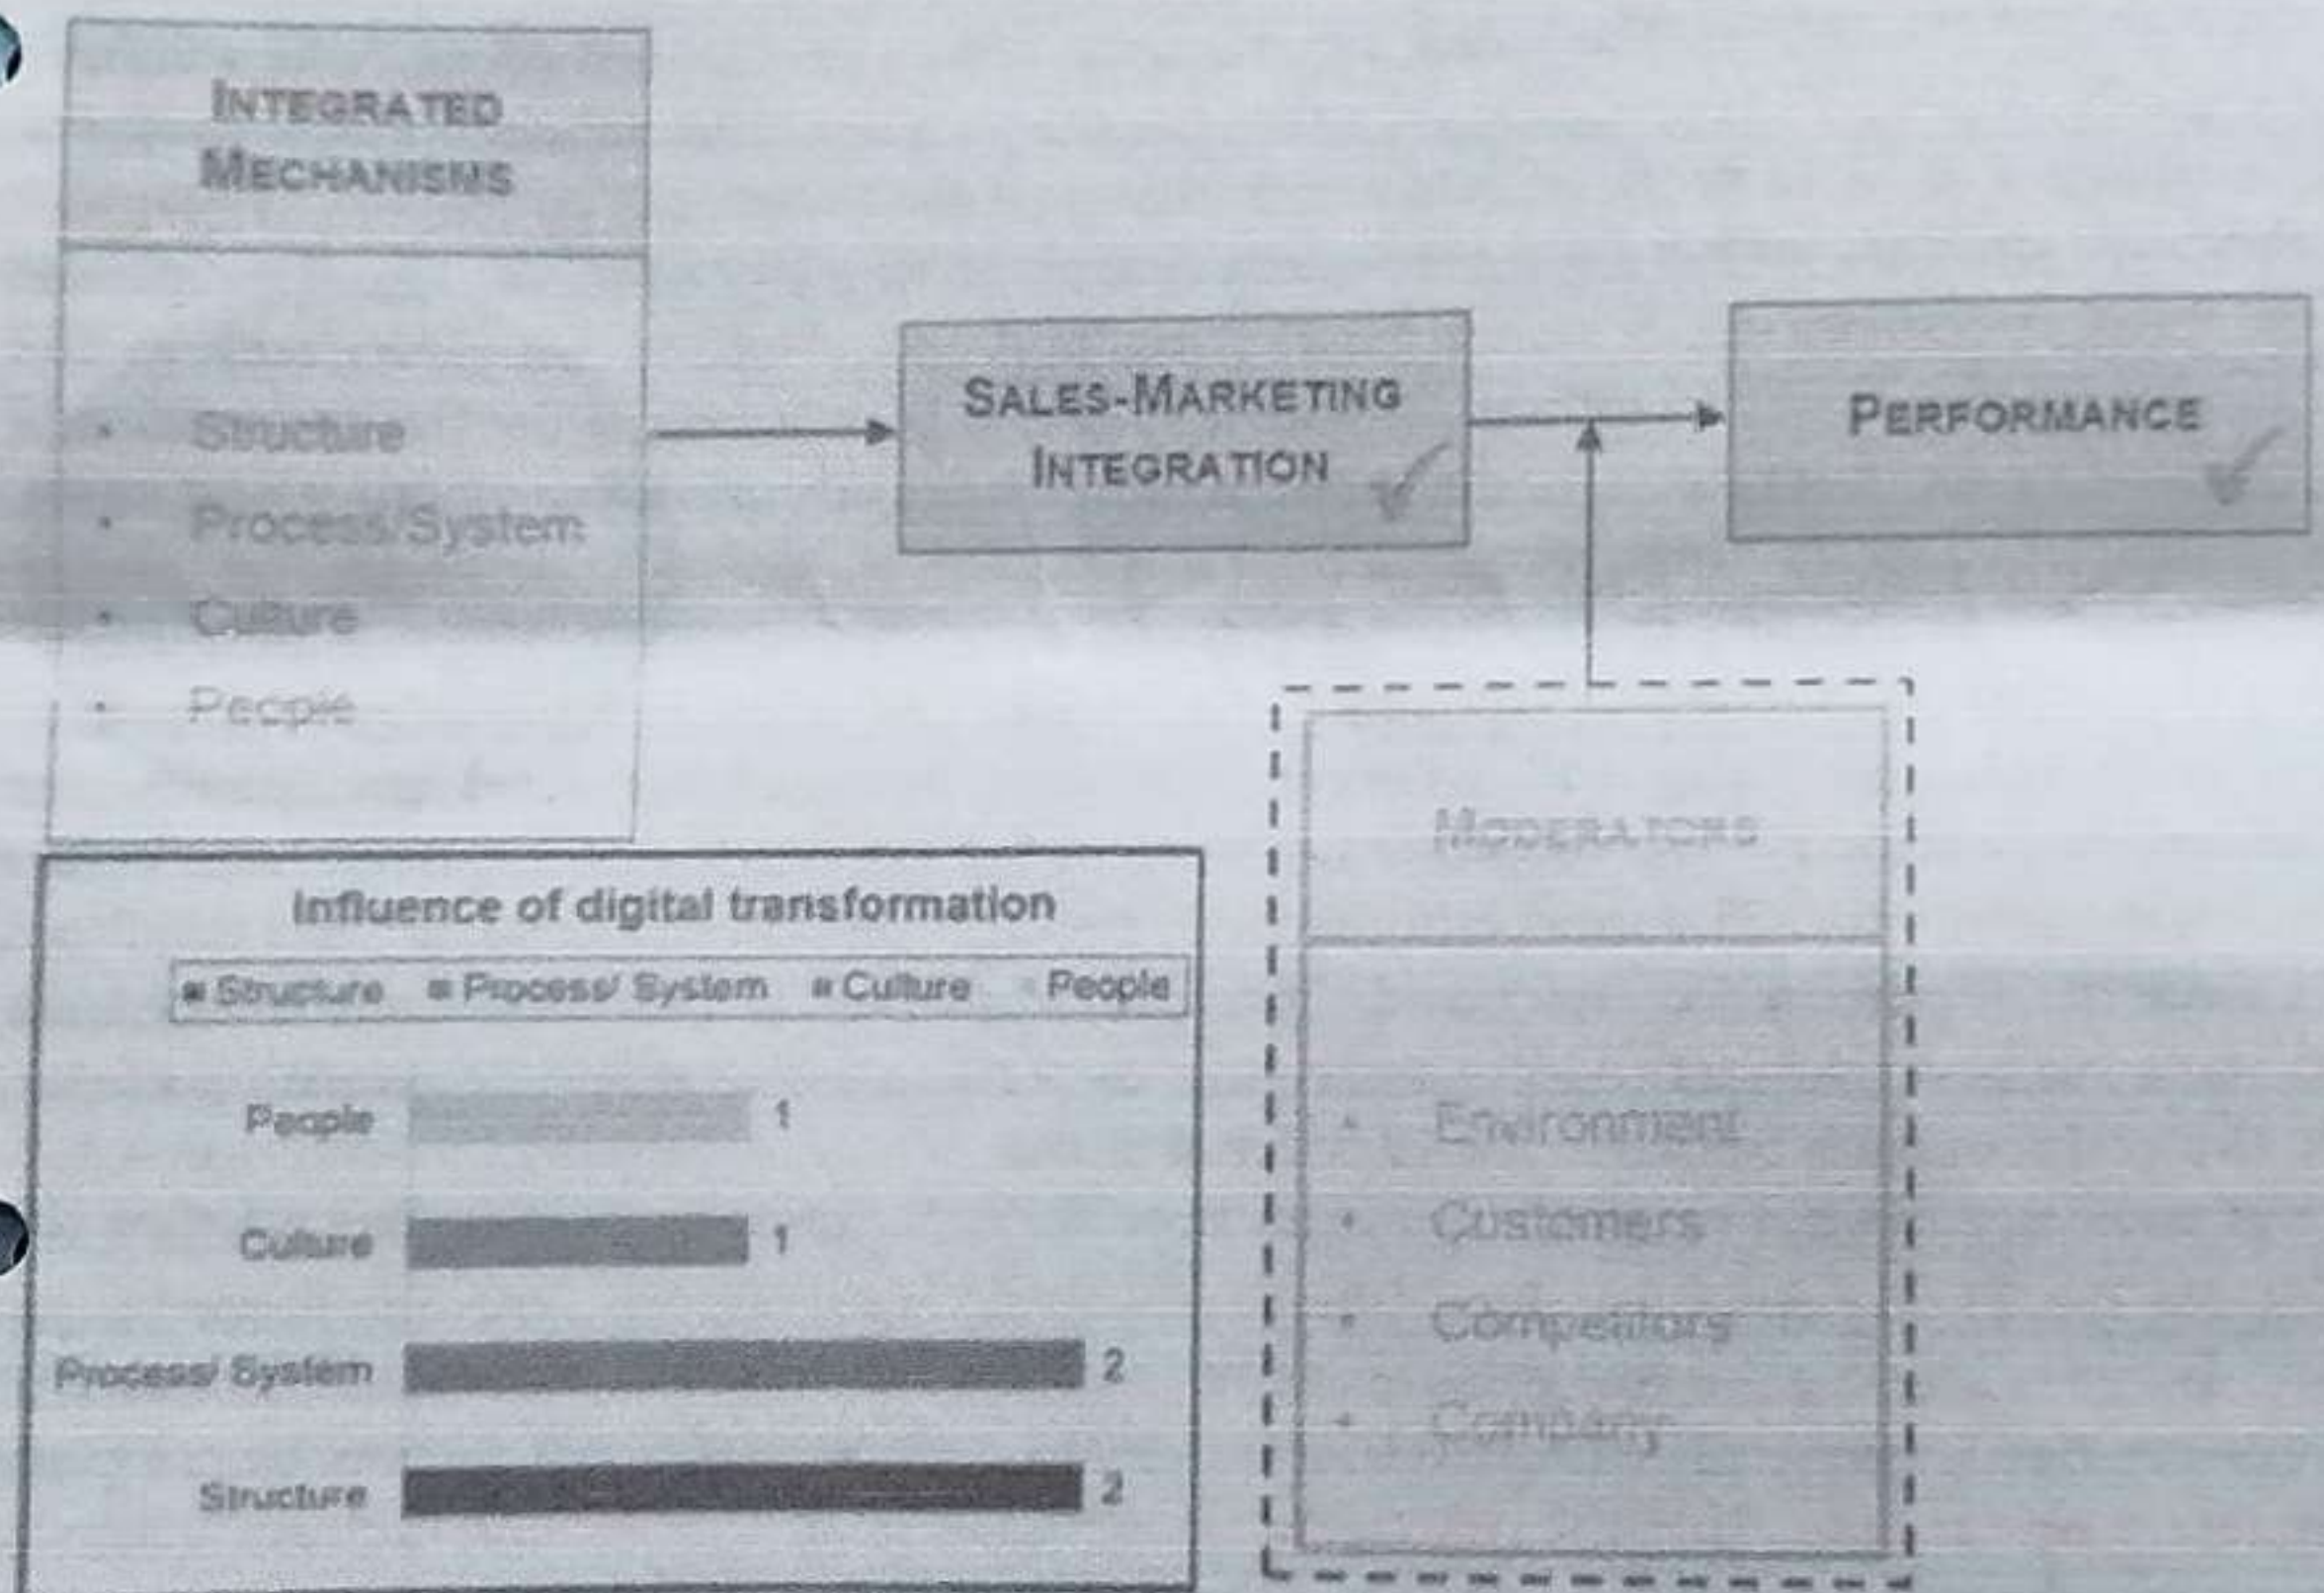 INTEGRATED
MECHANISMS
• Structure
• Process/System
• Culture
• People
SALES-MARKETING
INTEGRATION
PERFORMANCE
MODERATORS
• Environment
• Customers
• Competitors
• Company
Influence of digital transformation
Structure Process/ System Culture People
People 1
Culture 1
Process/ System 2
Structure 2